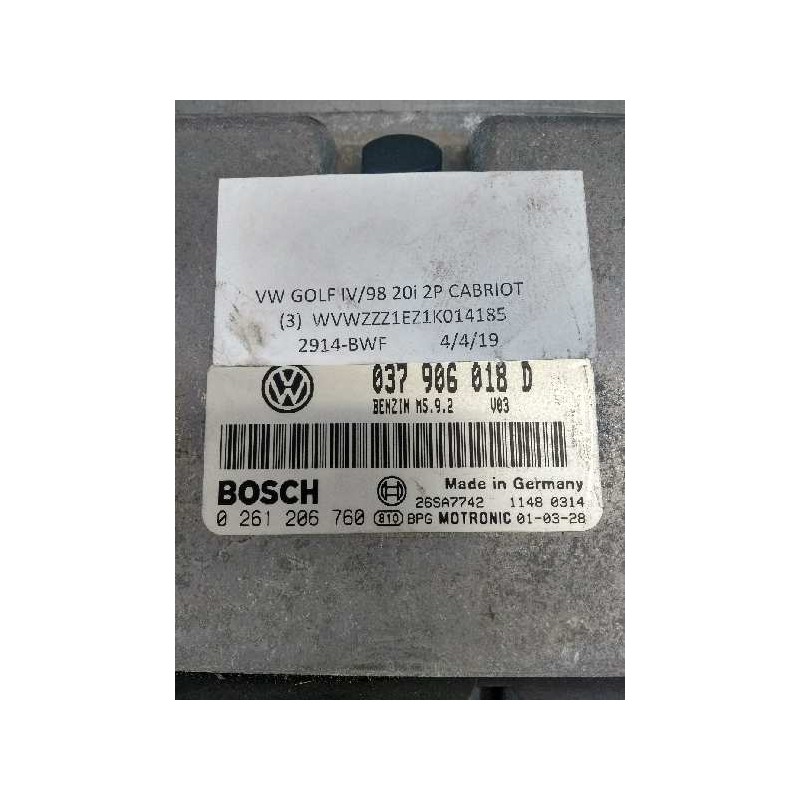 VW GOLF IV/98 20i 2P CABRIOT
(3) WVWZZZ1EZ1K014185
2914-BWF 4/4/19
VW 037 906 018 D
BENZIN M5.9.2 V03
BOSCH Made in Germany
26SA7742 1148 0314
0 261 206 760 810 BPG MOTRONIC 01-03-28